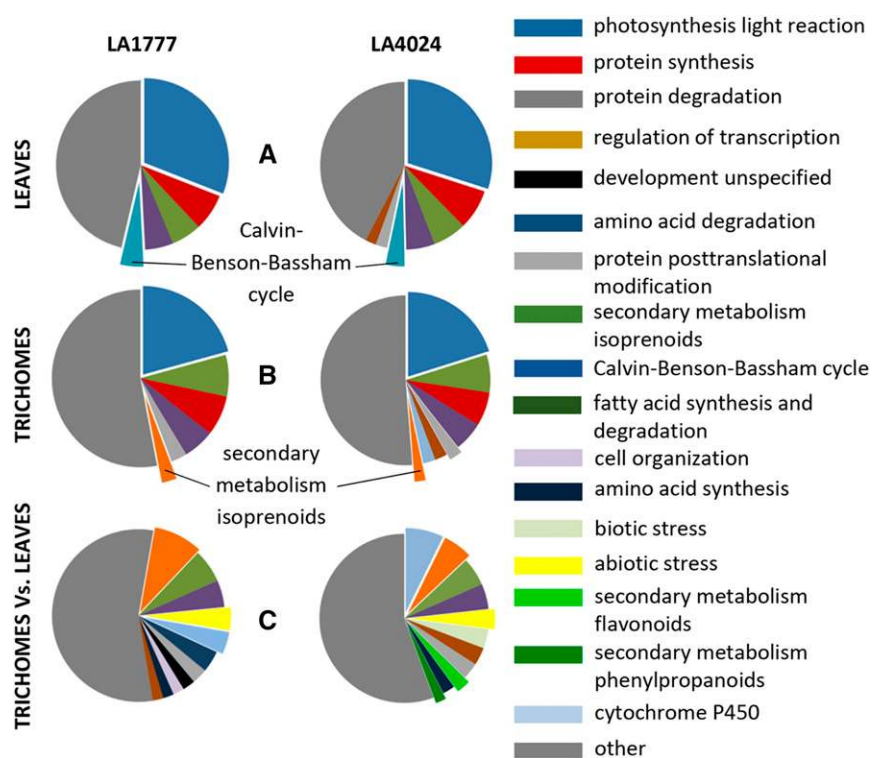 LA1777
LA4024
LEAVES
A
Calvin-
Benson-Bassham
cycle
TRICHOMES
B
secondary
metabolism
isoprenoids
TRICHOMES Vs. LEAVES
C
photosynthesis light reaction
protein synthesis
protein degradation
regulation of transcription
development unspecified
amino acid degradation
protein posttranslational
modification
secondary metabolism
isoprenoids
Calvin-Benson-Bassham cycle
fatty acid synthesis and
degradation
cell organization
amino acid synthesis
biotic stress
abiotic stress
secondary metabolism
flavonoids
secondary metabolism
phenylpropanoids
cytochrome P450
other